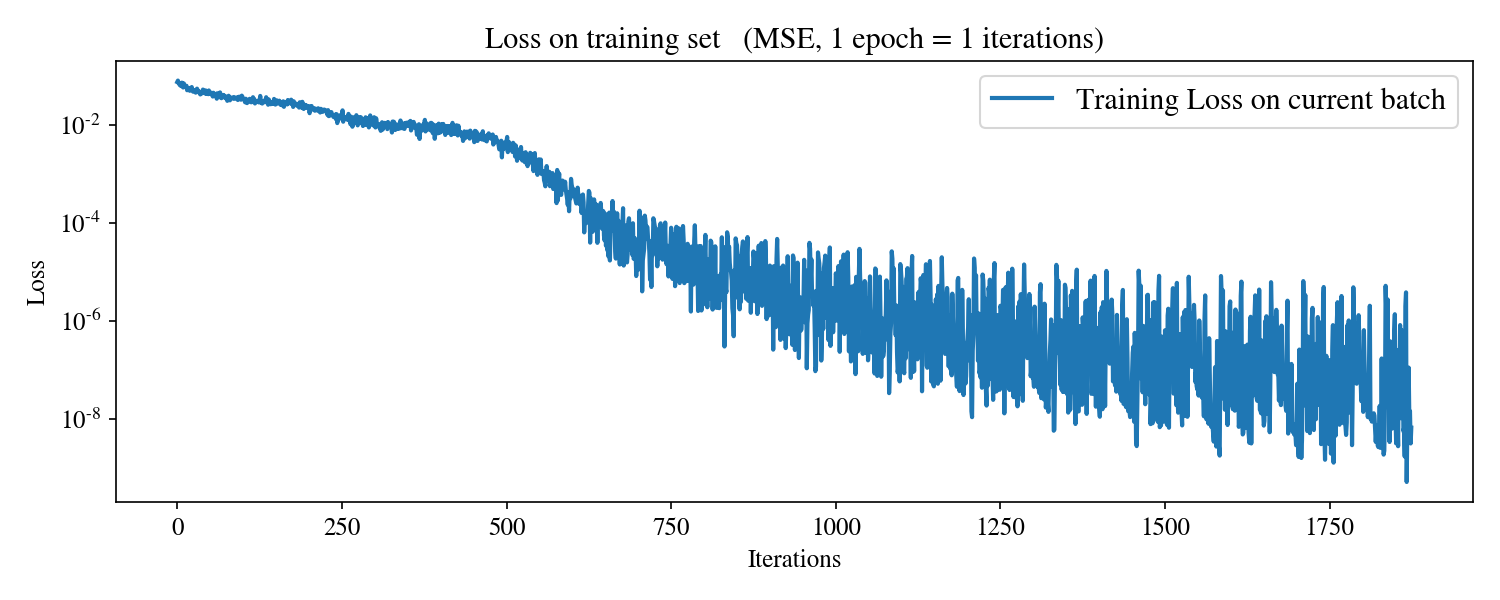 Loss on training set   (MSE, 1 epoch = 1 iterations)
Training Loss on current batch
Loss
10⁻²
10⁻⁴
10⁻⁶
10⁻⁸
0 250 500 750 1000 1250 1500 1750
Iterations